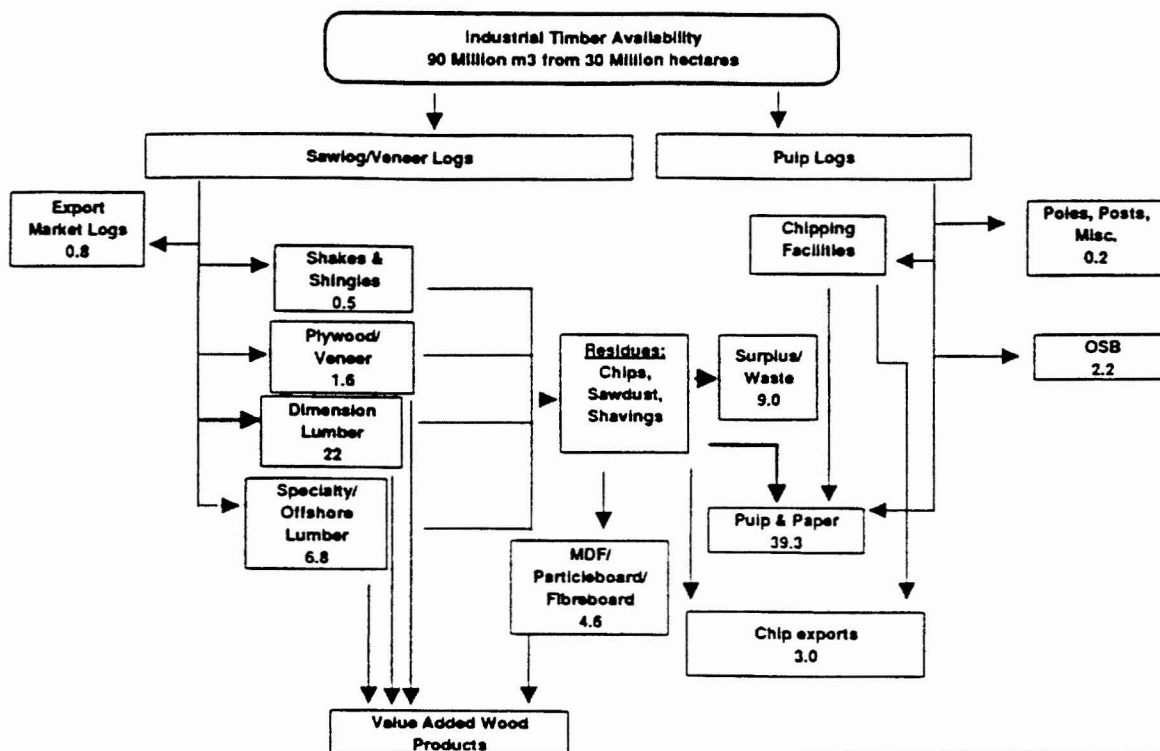 Industrial Timber Availability
90 Million m3 from 30 Million hectares
Sawlog/Veneer Logs
Pulp Logs
Export
Market Logs
0.8
Shakes &
Shingles
0.5
Plywood/
Veneer
1.6
Dimension
Lumber
22
Specialty/
Offshore
Lumber
6.8
Residues:
Chips,
Sawdust,
Shavings
Surplus/
Waste
9.0
Chipping
Facilities
Poles, Posts,
Misc.
0.2
OSB
2.2
Pulp & Paper
39.3
MDF/
Particleboard/
Fibreboard
4.6
Chip exports
3.0
Value Added Wood
Products